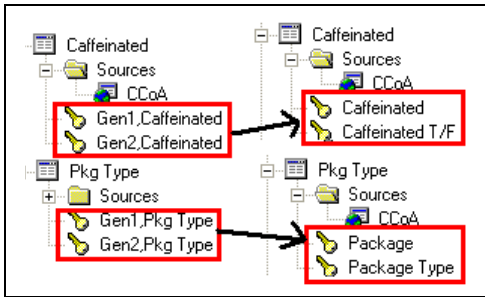 Caffeinated
Sources
CCoA
Gen1,Caffeinated
Gen2,Caffeinated
Pkg Type
Sources
Gen1,Pkg Type
Gen2,Pkg Type
Caffeinated
Sources
CCoA
Caffeinated
Caffeinated T/F
Pkg Type
Sources
CCoA
Package
Package Type